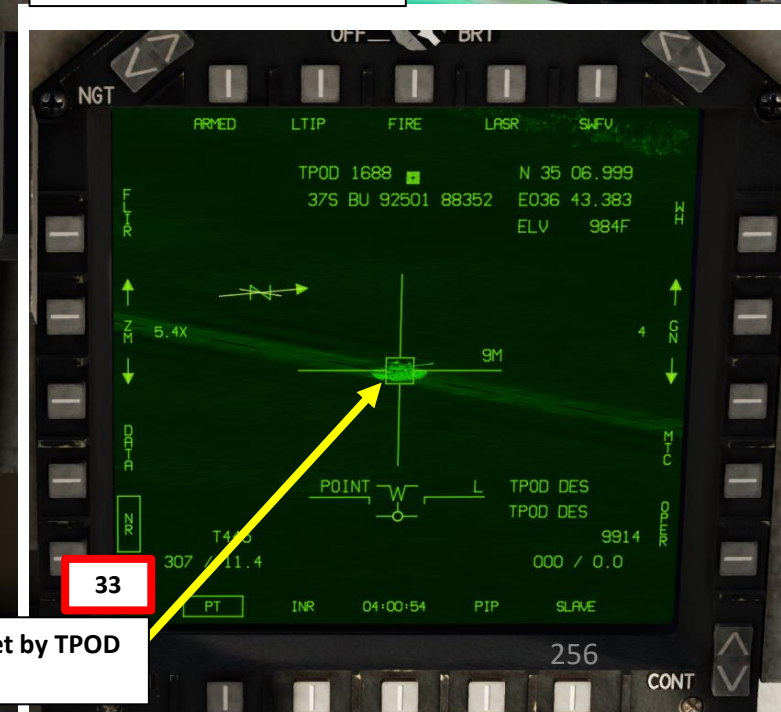 OFF BRT
NGT
ARMED LTIP FIRE LASR SWFV
TPOD 1688 N 35 06.999
37S BU 92501 88352 E036 43.383
ELV 984F
FLIR
WH
ZM 5.4X
4 GN
9M
DATA
MTC
POINT W L TPOD DES
TPOD DES
NR
OPER
9914
307 / 11.4 000 / 0.0
33
PT INR 04:00:54 PIP SLAVE
et by TPOD
256
CONT